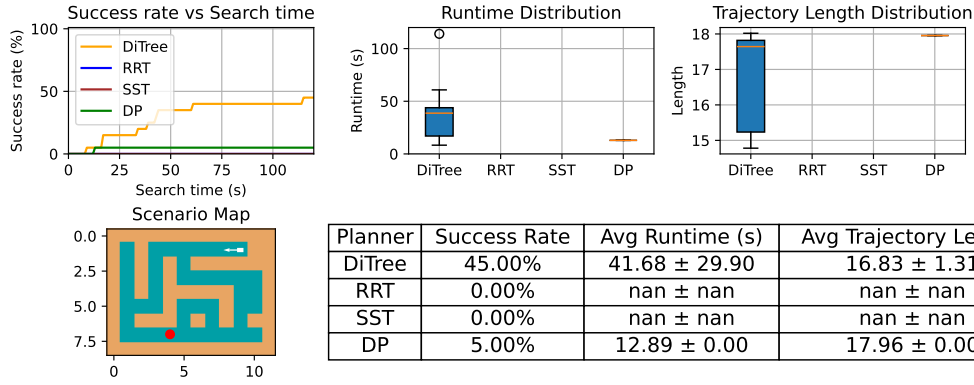 Success rate vs Search time
Success rate (%)
100
50
0
DiTree
RRT
SST
DP
0 25 50 75 100
Search time (s)
Runtime Distribution
Runtime (s)
100
50
0
DiTree RRT SST DP
Trajectory Length Distribution
Length
18
17
16
15
DiTree RRT SST DP
Scenario Map
0.0
2.5
5.0
7.5
0 5 10
Planner Success Rate Avg Runtime (s) Avg Trajectory Le
DiTree 45.00% 41.68 ± 29.90 16.83 ± 1.31
RRT 0.00% nan ± nan nan ± nan
SST 0.00% nan ± nan nan ± nan
DP 5.00% 12.89 ± 0.00 17.96 ± 0.00